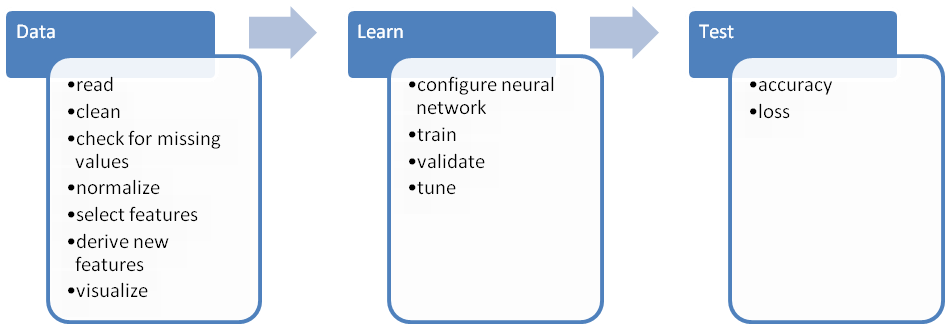 Data
•read
•clean
•check for missing
values
•normalize
•select features
•derive new
features
•visualize
Learn
•configure neural
network
•train
•validate
•tune
Test
•accuracy
•loss